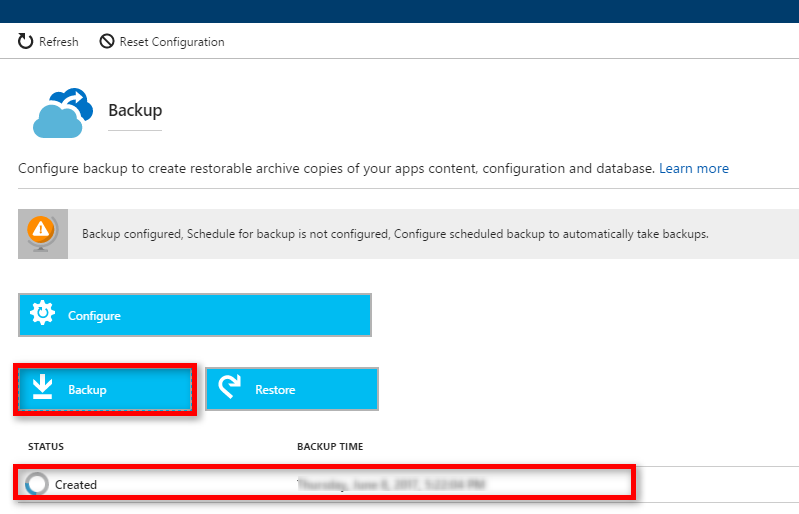 Refresh Reset Configuration
Backup
Configure backup to create restorable archive copies of your apps content, configuration and database. Learn more
Backup configured, Schedule for backup is not configured, Configure scheduled backup to automatically take backups.
Configure
Backup Restore
STATUS BACKUP TIME
Created